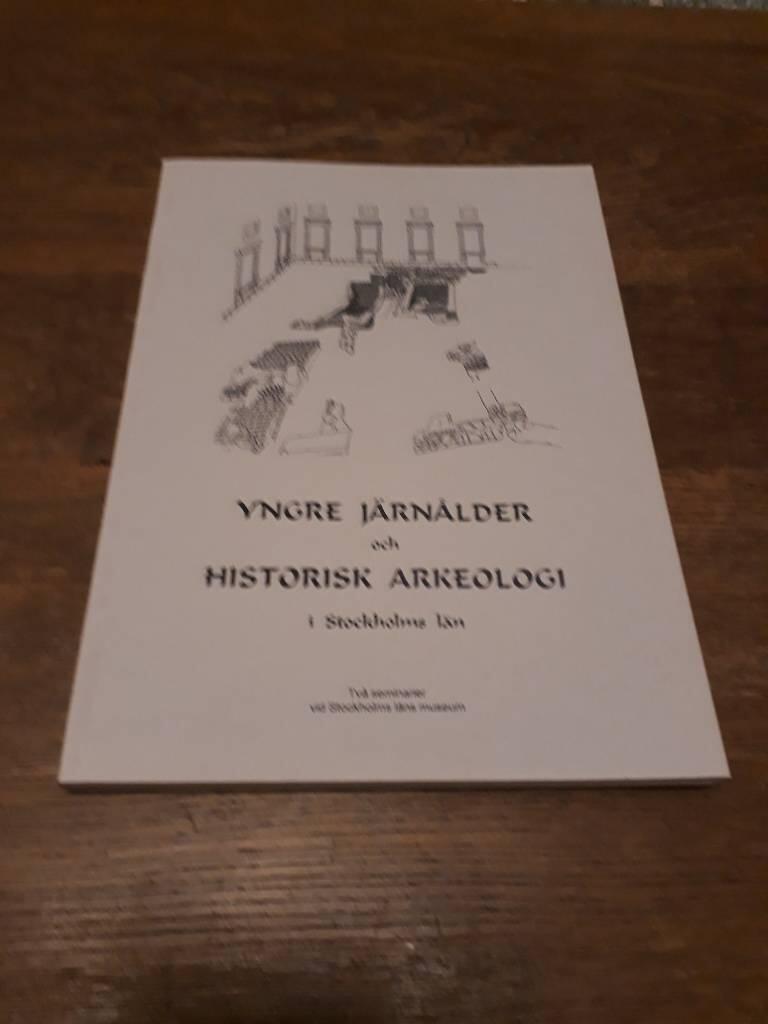 YNGRE JÄRNÅLDER
och
HISTORISK ARKEOLOGI
i Stockholms län
Två seminarier
vid Stockholms läns museum